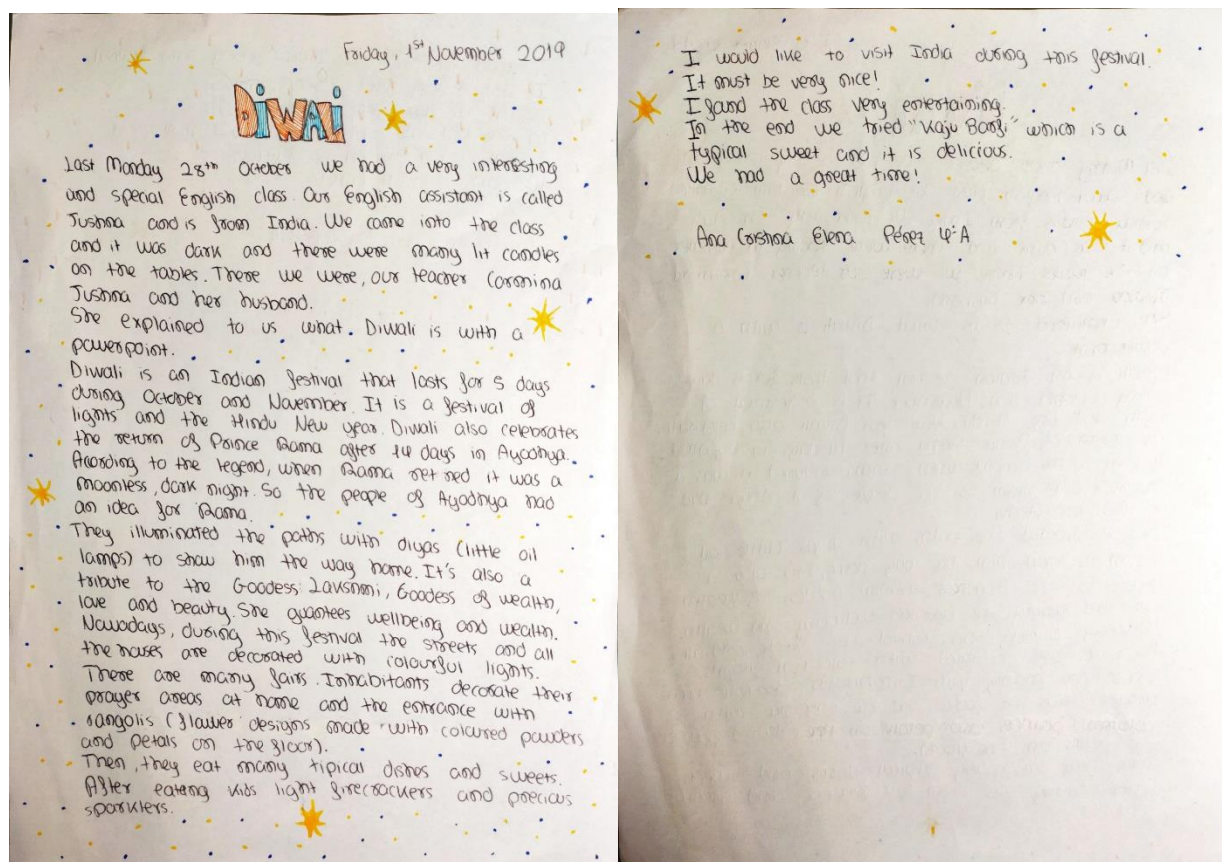 Friday, 1st November 2019
DIWALI
Last Monday 28th October we had a very interesting
and special English class. Our English assistant is called
Jushna and is from India. We came into the class
and it was dark and there were many lit candles
on the tables. There we were, our teacher Coromina
Jushna and her husband.
She explained to us what. Diwali is with a
powerpoint.
Diwali is an Indian festival that lasts for 5 days
during October and November. It is a festival of
lights and the Hindu New year. Diwali also celebrates
the return of Prince Rama after 14 days in Ayodhya.
Acording to the legend, when Rama retned it was a
moonless, dark night. So the people of Ayodhya had
an idea for Rama.
They illuminated the paths with diyas (little oil
lamps) to show him the way home. It's also a
tribute to the Goodess: Lakshmi, Goodess of wealth,
love and beauty. She guantees wellbeing and wealth.
Nowadays, during this festival the streets and all
the houses are decorated with colourful lights.
There are many fairs. Inhabitants decorate their
prayer areas at home and the entrance with
rangolis (flower designs made with coloured powders
and petals on the floor).
Then, they eat many tipical dishes and sweets.
After eateng kids light firecrackers and precious
sparklers.
I would like to visit India during this festival.
It must be very nice!
I found the class very entertaining.
In the end we tried "Kaju Barfi" which is a
typical sweet and it is delicious.
We had a great time!
Ana Cristina Elena Pérez 4ºA